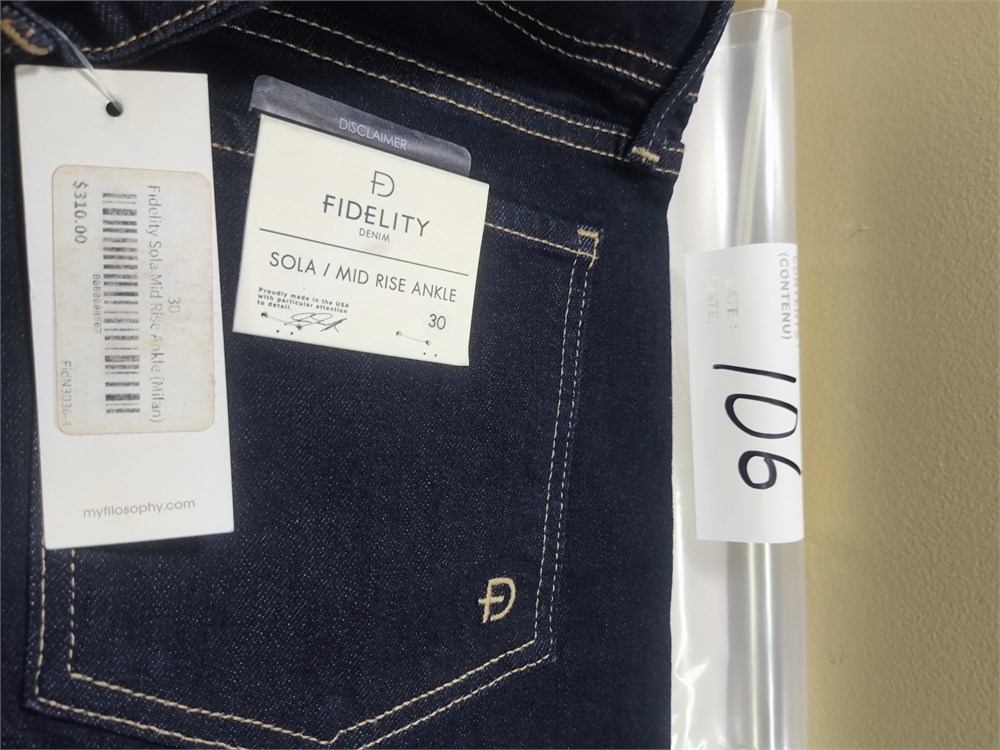 30
Fidelity Sola Mid Rise Ankle (Milan)
$310.00
myfilosophy.com
DISCLAIMER
FIDELITY
DENIM
SOLA / MID RISE ANKLE
Proudly made in the USA
with particular attention
to detail.
30
(CONTENU)
106